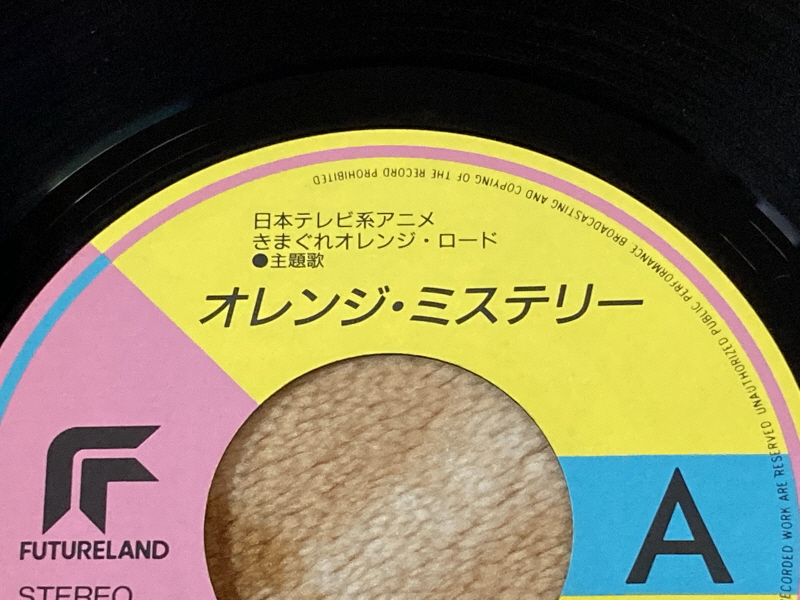 日本テレビ系アニメ
きまぐれオレンジ・ロード
●主題歌
オレンジ・ミステリー
FUTURELAND
STEREO
A
RECORDED WORK ARE RESERVED UNAUTHORIZED PUBLIC PERFORMANCE BROADCASTING AND COPYING OF THE RECORD PROHIBITED